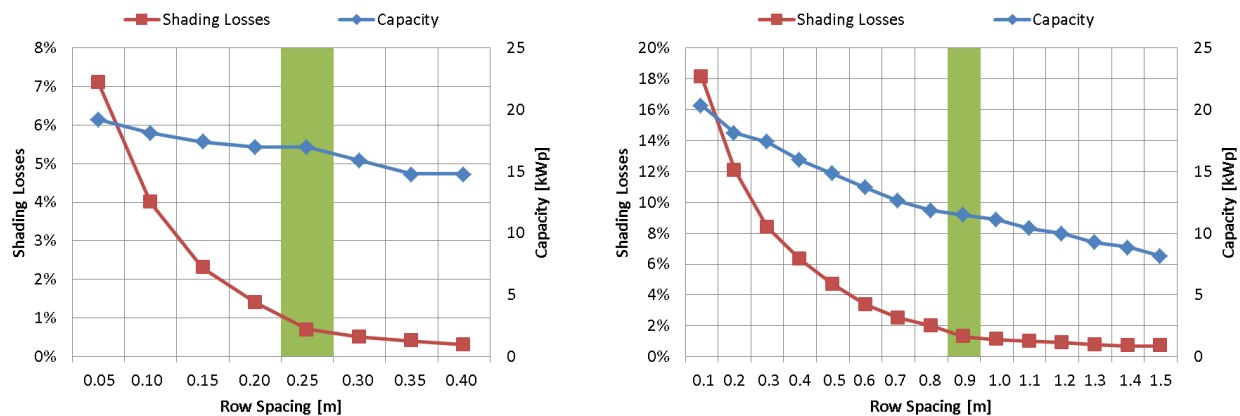 Shading Losses Capacity
8% 25
7%
6% 20
5% 15
4%
3% 10
2% 5
1%
0% 0
Shading Losses
Capacity [kWp]
0.05 0.10 0.15 0.20 0.25 0.30 0.35 0.40
Row Spacing [m]
Shading Losses Capacity
20% 25
18%
16% 20
14%
12% 15
10%
8% 10
6%
4% 5
2%
0% 0
Shading Losses
Capacity [kWp]
0.1 0.2 0.3 0.4 0.5 0.6 0.7 0.8 0.9 1.0 1.1 1.2 1.3 1.4 1.5
Row Spacing [m]